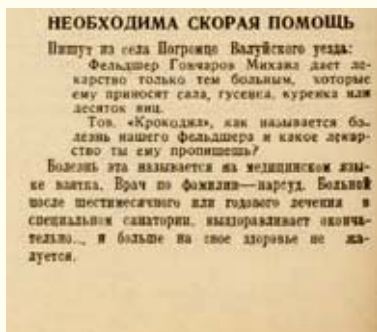 НЕОБХОДИМА СКОРАЯ ПОМОЩЬ
Пишут из села Погромце Валуйского уезда:
Фельдшер Гончаров Михаил дает ле-
карство только тем больным, которые
ему приносят сала, гусенка, куренка или
десяток яиц.
Тов. «Крокодил», как называется бо-
лезнь нашего фельдшера и какое лекар-
ство ты ему пропишешь?
Болезнь эта называется на медицинском язы-
ке взятка. Врач по фамилии—нарсуд. Больной
после шестимесячного или годового лечения в
специальном санатории, выздоравливает оконча-
тельно... и больше на свое здоровье не жа-
луется.